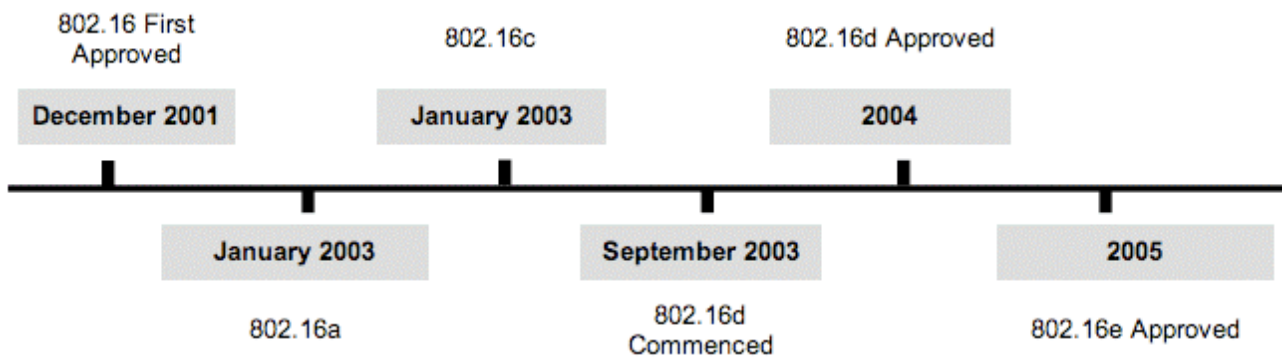 802.16 First
Approved
802.16c
802.16d Approved
December 2001
January 2003
2004
January 2003
September 2003
2005
802.16a
802.16d
Commenced
802.16e Approved